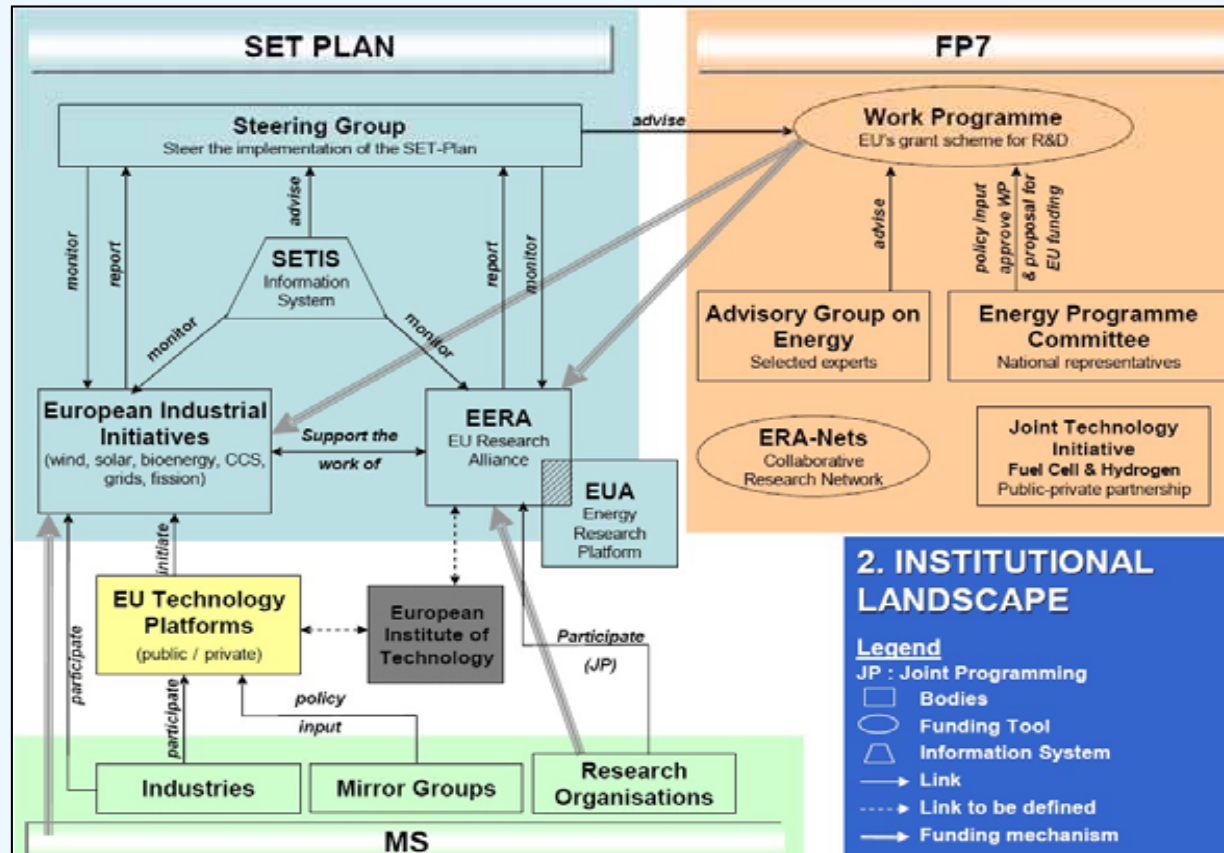 SET PLAN
FP7
Steering Group
Steer the implementation of the SET-Plan
advise
Work Programme
EU's grant scheme for R&D
monitor
report
advise
report
monitor
advise
policy input
approve WP
& proposal for
EU funding
SETIS
Information
System
monitor
monitor
Advisory Group on
Energy
Selected experts
Energy Programme
Committee
National representatives
European Industrial
Initiatives
(wind, solar, bioenergy, CCS,
grids, fission)
Support the
work of
EERA
EU Research
Alliance
EUA
Energy
Research
Platform
ERA-Nets
Collaborative
Research Network
Joint Technology
Initiative
Fuel Cell & Hydrogen
Public-private partnership
initiate
EU Technology
Platforms
(public / private)
European
Institute of
Technology
Participate
(JP)
participate
participate
policy
input
Industries
Mirror Groups
Research
Organisations
MS
2. INSTITUTIONAL
LANDSCAPE
Legend
JP : Joint Programming
Bodies
Funding Tool
Information System
Link
Link to be defined
Funding mechanism